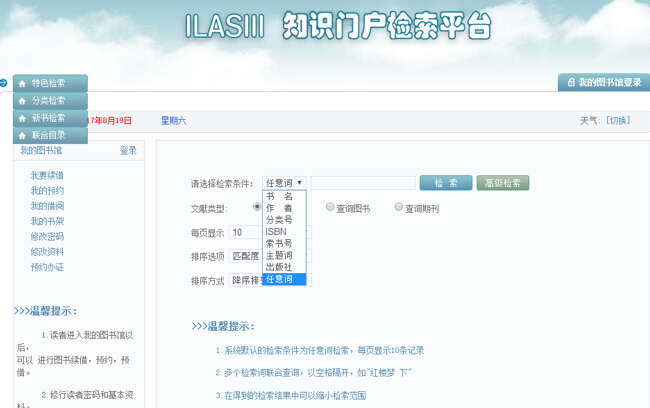 ILASIII 知识门户检索平台
特色检索
分类检索
新书检索
联合目录
我的图书馆登录
17年8月19日 星期六
天气: [切换]
我的图书馆 登录
我要续借
我的预约
我的借阅
我的书架
修改密码
修改资料
预约办证
>>>温馨提示:
1.读者进入我的图书馆以
后,
可以 进行图书续借, 预约, 预
借。
2.修行读者密码和基本资
料。
请选择检索条件: 任意词 检 索 高级检索
书 名
作 者
分类号
ISBN
索书号
主题词
出版社
任意词
文献类型: 查询图书 查询期刊
每页显示 10
排序选项 匹配度
排序方式 降序排
>>>温馨提示:
1.系统默认的检索条件为任意词检索, 每页显示10条记录
2.多个检索词联合查询, 以空格隔开, 如"红楼梦 下"
3.在得到的检索结果中可以缩小检索范围